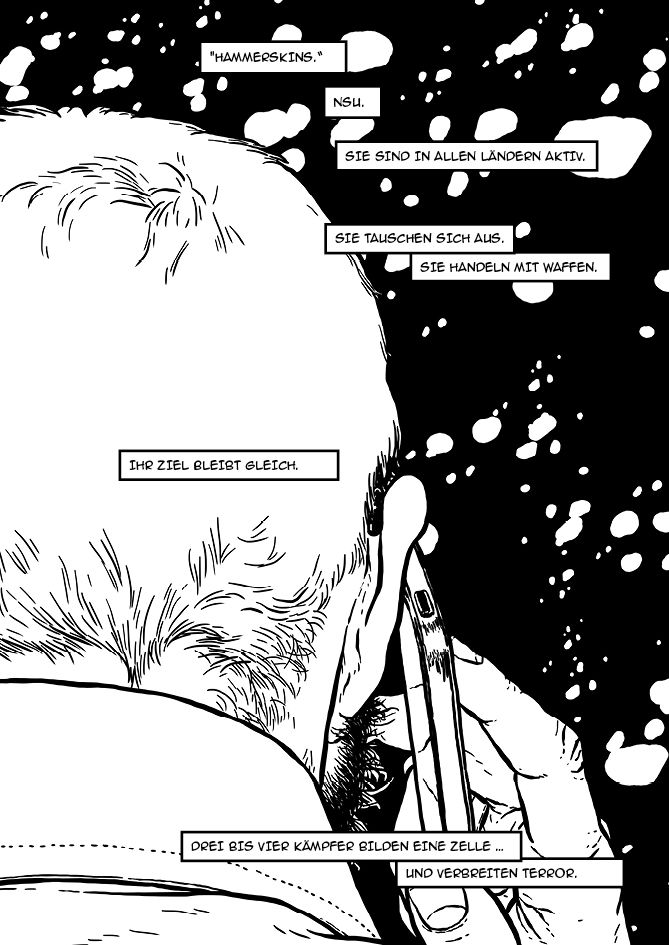 "HAMMERSKINS."
NSU.
SIE SIND IN ALLEN LÄNDERN AKTIV.
SIE TAUSCHEN SICH AUS.
SIE HANDELN MIT WAFFEN.
IHR ZIEL BLEIBT GLEICH.
DREI BIS VIER KÄMPFER BILDEN EINE ZELLE ...
UND VERBREITEN TERROR.